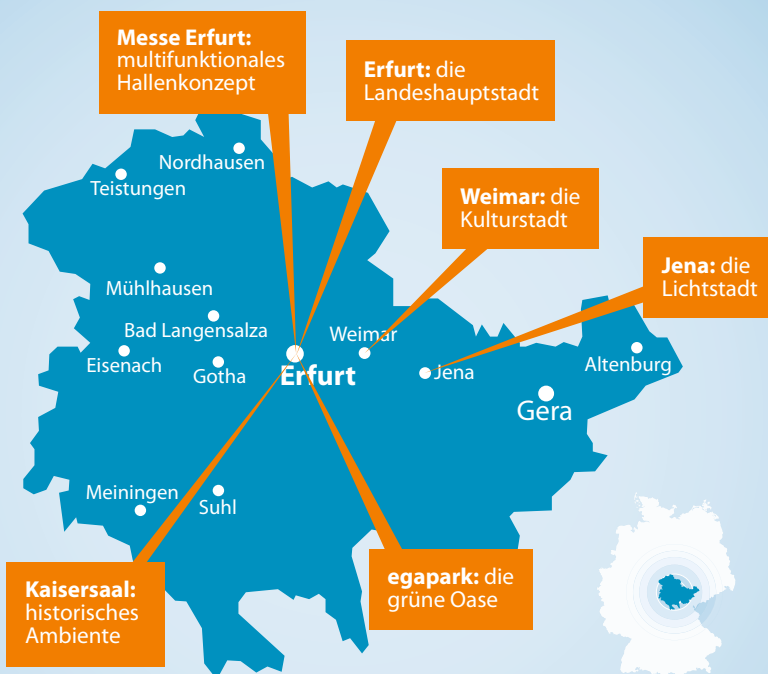 Messe Erfurt:
multifunktionales
Hallenkonzept
Erfurt: die
Landeshauptstadt
Nordhausen
Teistungen
Weimar: die
Kulturstadt
Jena: die
Lichtstadt
Mühlhausen
Bad Langensalza
Weimar
Eisenach
Gotha
Erfurt
Jena
Altenburg
Gera
Meiningen
Suhl
Kaisersaal:
historisches
Ambiente
egapark: die
grüne Oase